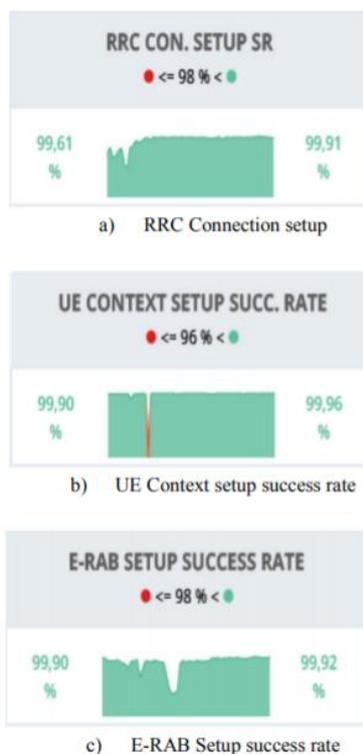 RRC CON. SETUP SR
<= 98 % <
99,61 %
99,91 %
a) RRC Connection setup
UE CONTEXT SETUP SUCC. RATE
<= 96 % <
99,90 %
99,96 %
b) UE Context setup success rate
E-RAB SETUP SUCCESS RATE
<= 98 % <
99,90 %
99,92 %
c) E-RAB Setup success rate